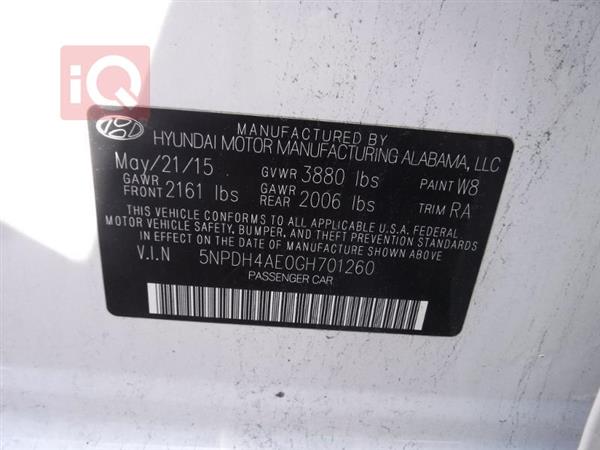 iQ
MANUFACTURED BY
HYUNDAI MOTOR MANUFACTURING ALABAMA, LLC
May/21/15 GVWR 3880 lbs PAINT W8
GAWR FRONT 2161 lbs GAWR REAR 2006 lbs TRIM RA
THIS VEHICLE CONFORMS TO ALL APPLICABLE U.S.A. FEDERAL
MOTOR VEHICLE SAFETY, BUMPER, AND THEFT PREVENTION STANDARDS
IN EFFECT ON THE DATE OF MANUFACTURE SHOWN ABOVE.
V.I.N 5NPDH4AE0GH701260
PASSENGER CAR